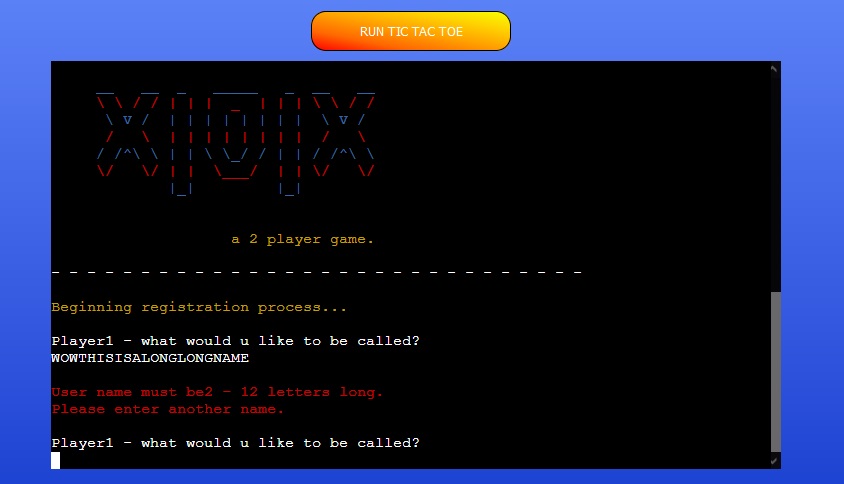 RUN TIC TAC TOE
X|O|X
a 2 player game.
- - - - - - - - - - - - - - - - - - - - - - - - - - - - - -
Beginning registration process...
Player1 - what would u like to be called?
WOWTHISISALONGLONGNAME
User name must be2 - 12 letters long.
Please enter another name.
Player1 - what would u like to be called?